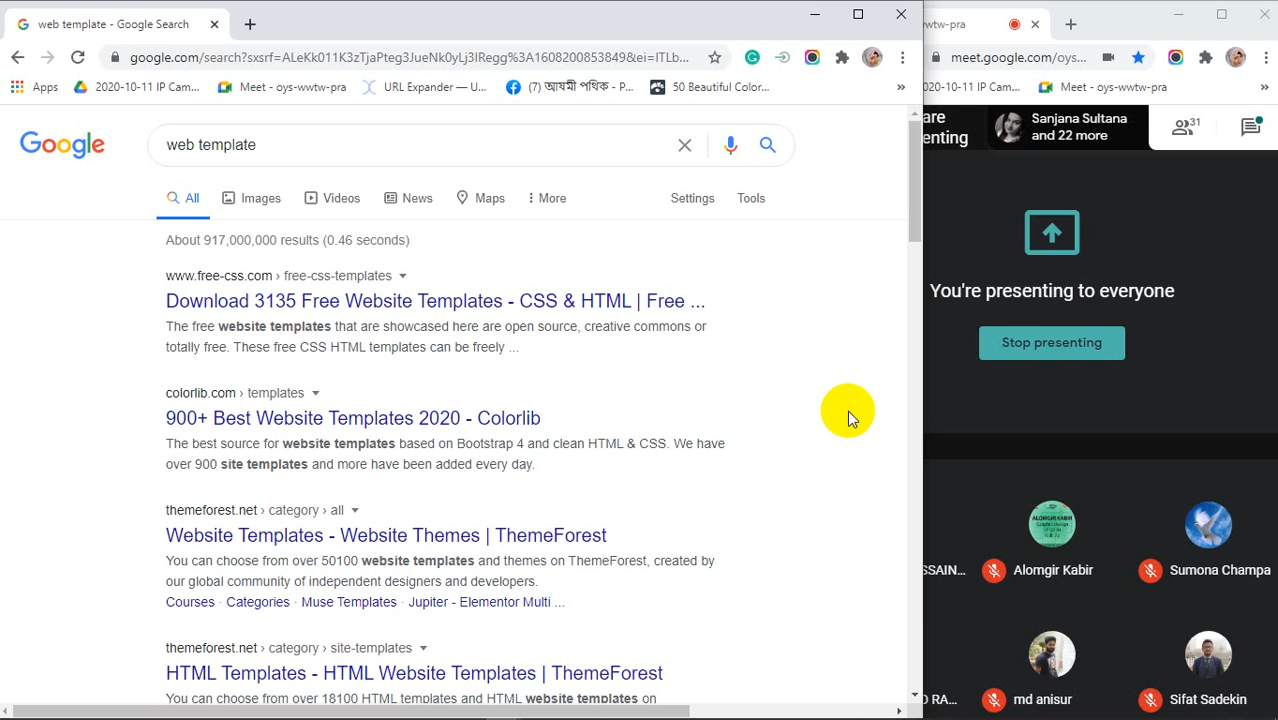 web template - Google Search
google.com/search?sxsrf=ALeKk011K3zTjaPteg3JueNk0yLj3IRegg%3A1608200853849&ei=ITLb...
Apps
2020-10-11 IP Cam...
Meet - oys-wwtw-pra
URL Expander — U...
(7) আযমী পথিক - P...
50 Beautiful Color...
»
Google
web template
All
Images
Videos
News
Maps
More
Settings
Tools
About 917,000,000 results (0.46 seconds)
www.free-css.com › free-css-templates
Download 3135 Free Website Templates - CSS & HTML | Free ...
The free website templates that are showcased here are open source, creative commons or
totally free. These free CSS HTML templates can be freely ...
colorlib.com › templates
900+ Best Website Templates 2020 - Colorlib
The best source for website templates based on Bootstrap 4 and clean HTML & CSS. We have
over 900 site templates and more have been added every day.
themeforest.net › category › all
Website Templates - Website Themes | ThemeForest
You can choose from over 50100 website templates and themes on ThemeForest, created by
our global community of independent designers and developers.
Courses · Categories · Muse Templates · Jupiter - Elementor Multi ...
themeforest.net › category › site-templates
HTML Templates - HTML Website Templates | ThemeForest
You can choose from over 18100 HTML templates and HTML website templates on
wwtw-pra
meet.google.com/oys...
2020-10-11 IP Cam...
Meet - oys-wwtw-pra
»
are
enting
Sanjana Sultana
and 22 more
31
You're presenting to everyone
Stop presenting
ALOMGIR KABIR
SSAIN...
Alomgir Kabir
Sumona Champa
RA...
md anisur
Sifat Sadekin